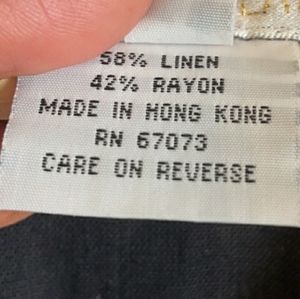 58% LINEN
42% RAYON
MADE IN HONG KONG
RN 67073
CARE ON REVERSE